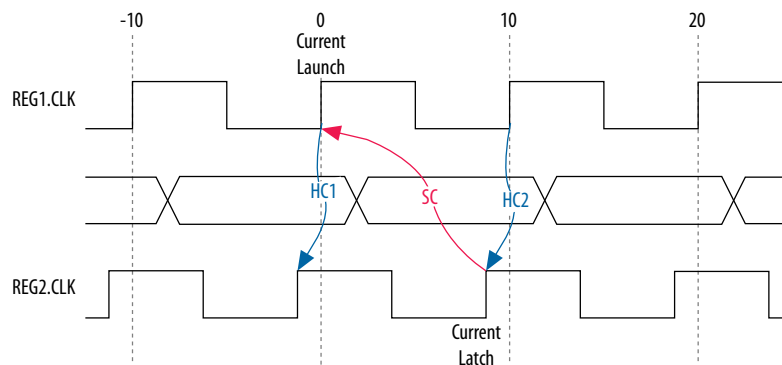 -10 0 10 20
Current
Launch
REG1.CLK
HC1 SC HC2
REG2.CLK
Current
Latch